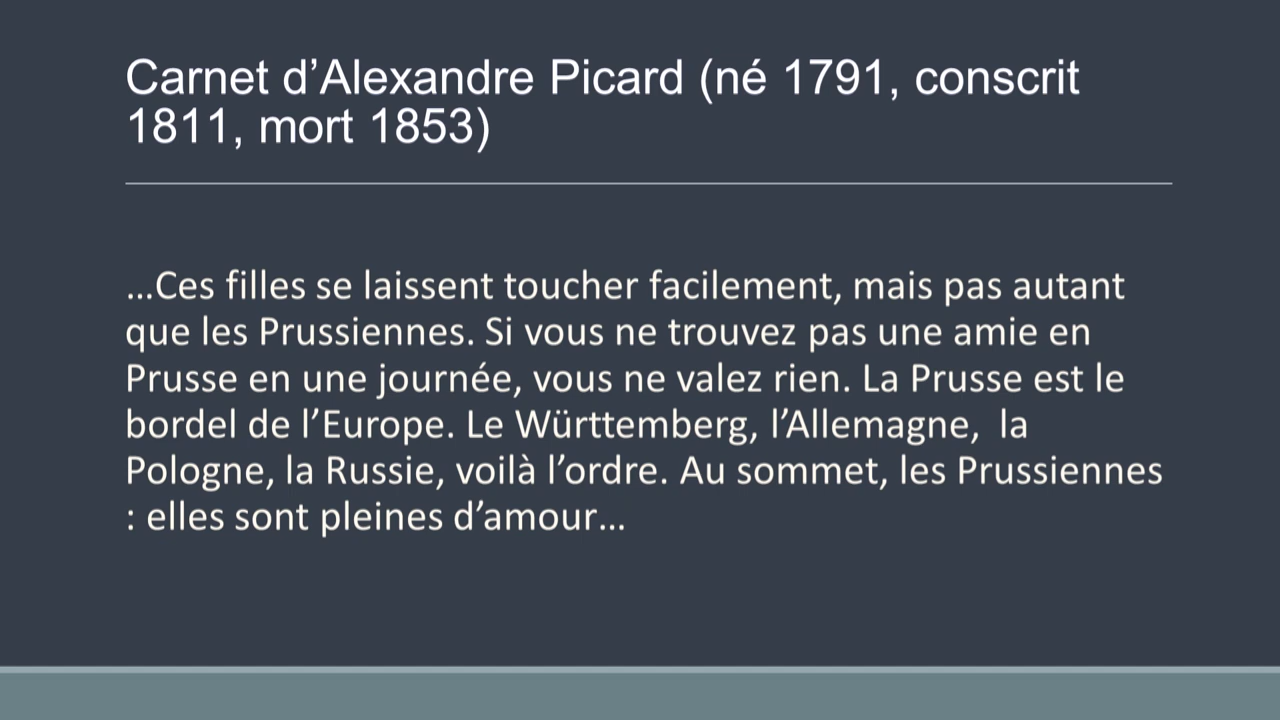 Carnet d’Alexandre Picard (né 1791, conscrit
1811, mort 1853)
…Ces filles se laissent toucher facilement, mais pas autant
que les Prussiennes. Si vous ne trouvez pas une amie en
Prusse en une journée, vous ne valez rien. La Prusse est le
bordel de l’Europe. Le Württemberg, l’Allemagne,  la
Pologne, la Russie, voilà l’ordre. Au sommet, les Prussiennes
: elles sont pleines d’amour…